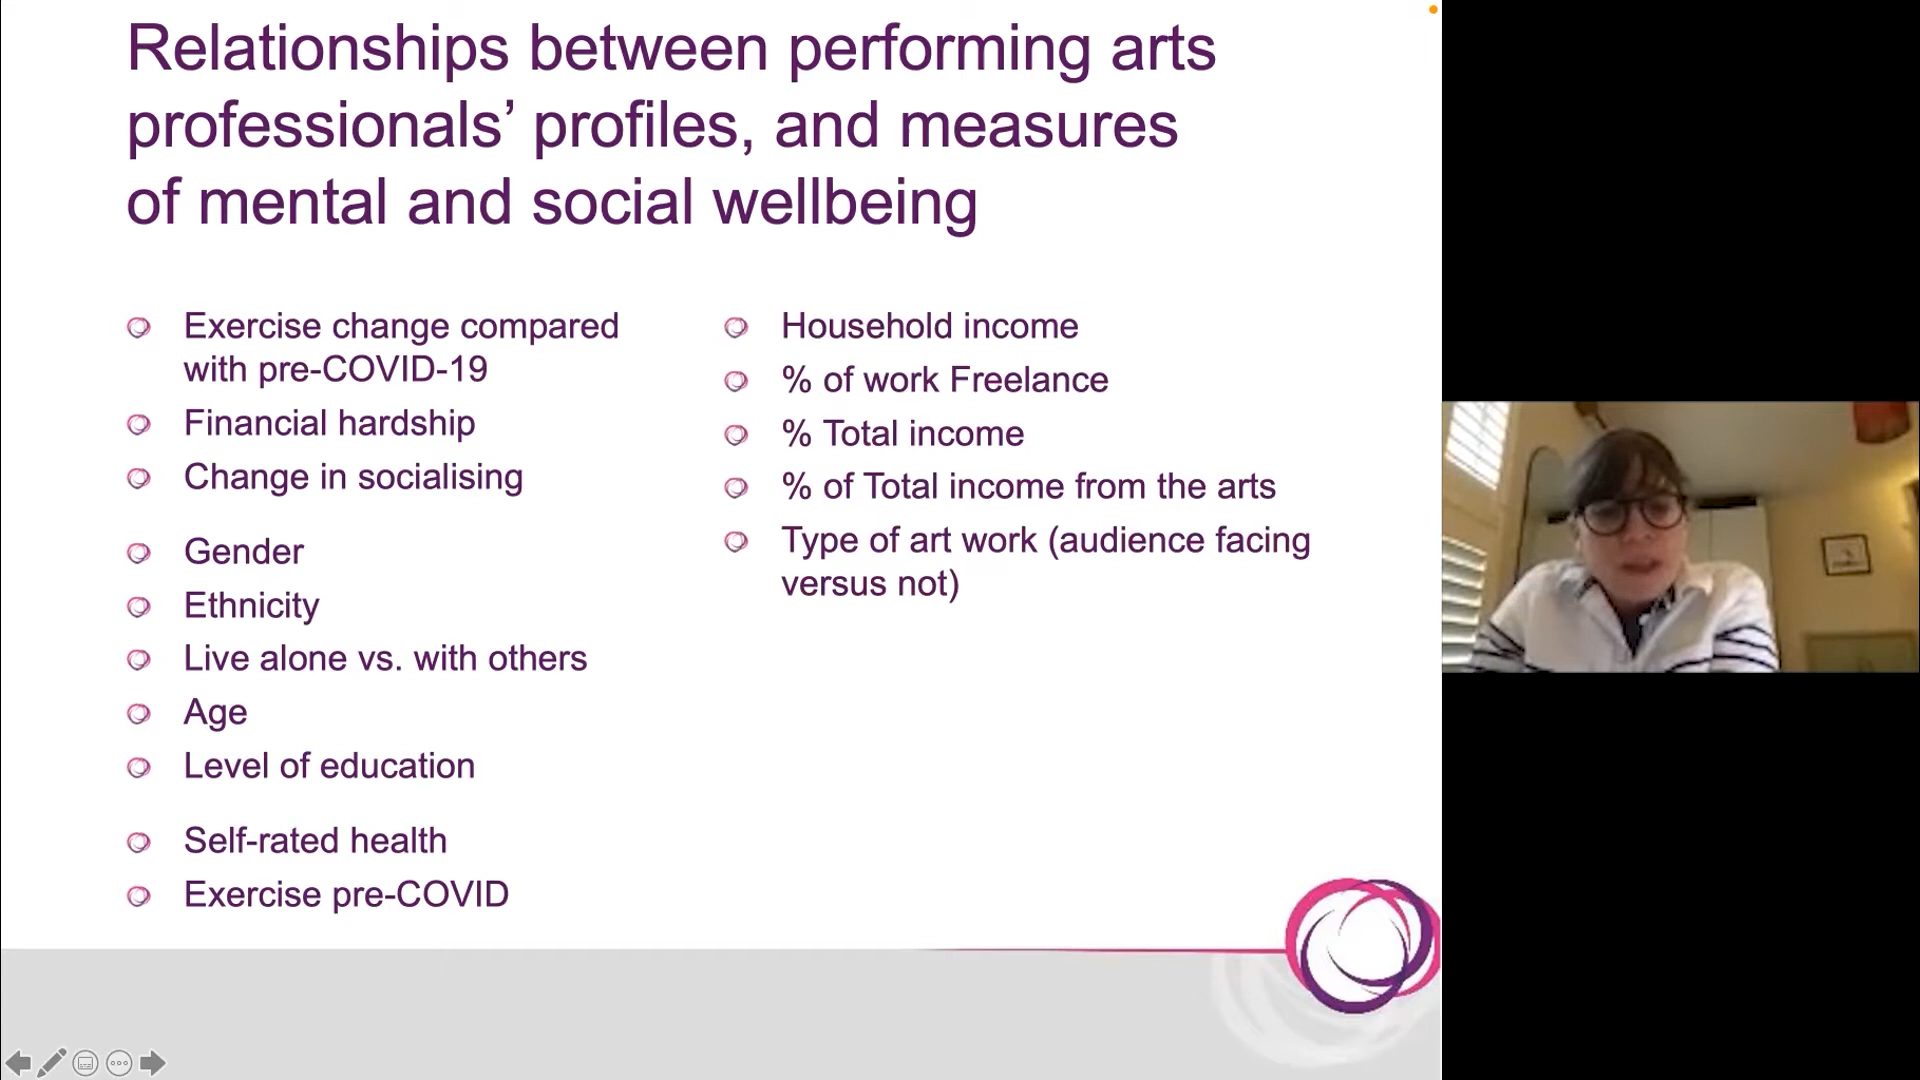 Relationships between performing arts
professionals’ profiles, and measures
of mental and social wellbeing
Exercise change compared
with pre-COVID-19
Financial hardship
Change in socialising
Gender
Ethnicity
Live alone vs. with others
Age
Level of education
Self-rated health
Exercise pre-COVID
Household income
% of work Freelance
% Total income
% of Total income from the arts
Type of art work (audience facing
versus not)